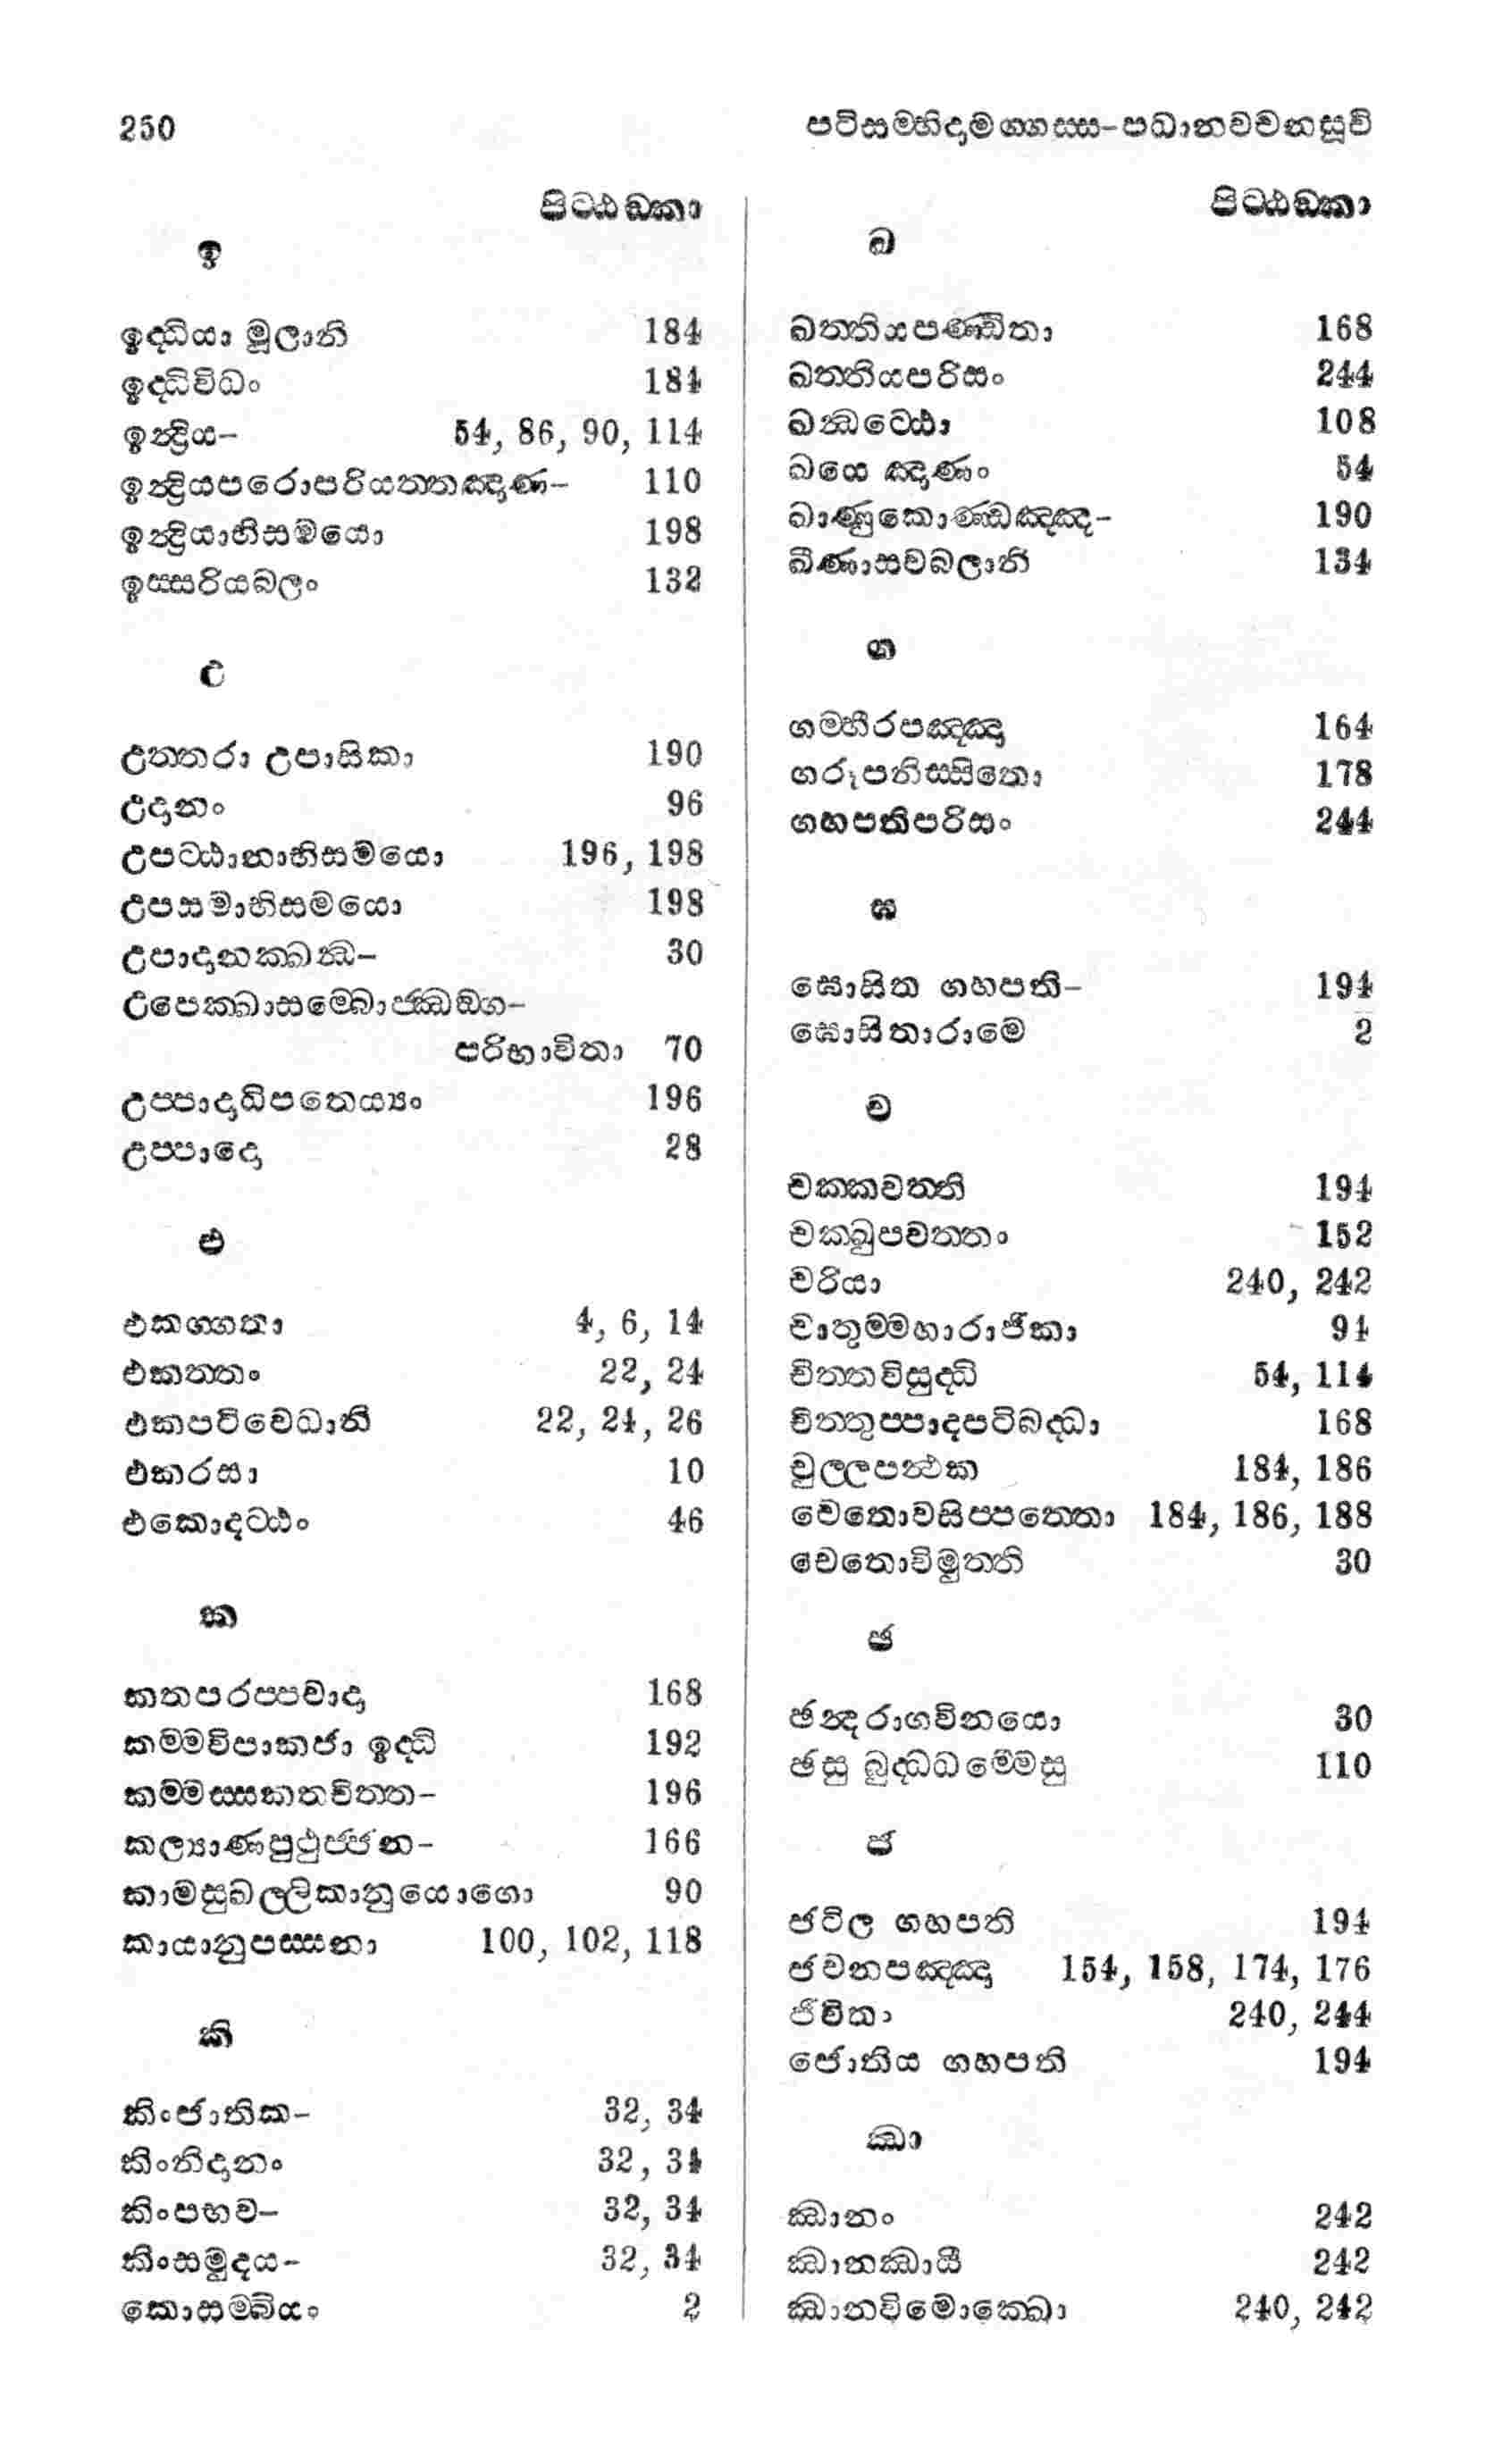 250
පටිසම්භිදාමග්ගස්ස-පධානවචනසූචි
පිට්ඨඞ්කා
ඉ
ඉද්ධියා මූලානි 184
ඉද්ධිවිධං 184
ඉන්ද්‍රිය- 54, 86, 90, 114
ඉන්ද්‍රියපරොපරියත්තඤාණ- 110
ඉන්ද්‍රියාභිසමයො 198
ඉස්සරියබලං 132
උ
උත්තරා උපාසිකා 190
උදානං 96
උපට්ඨානාභිසමයො 196, 198
උපසමාභිසමයො 198
උපාදානක්ඛන්ධ- 30
උපෙක්ඛාසම්බොජ්ඣඞ්ග-
පරිභාවිතා 70
උප්පාදාධිපතෙය්‍යං 196
උප්පාදො 28
එ
එකග්ගතා 4, 6, 14
එකත්තං 22, 24
එකපටිවෙධානි 22, 24, 26
එකරසා 10
එකොදට්ඨං 46
ක
කතපරප්පවාදා 168
කම්මවිපාකජා ඉද්ධි 192
කම්මස්සකතචිත්ත- 196
කල්‍යාණපුථුජ්ජන- 166
කාමසුඛල්ලිකානුයොගො 90
කායානුපස්සනා 100, 102, 118
කි
කිංජාතික- 32, 34
කිංනිදානං 32, 34
කිංපභව- 32, 34
කිංසමුදය- 32, 34
කොසම්බියං 2
පිට්ඨඞ්කා
ඛ
ඛත්තියපණ්ඩිතා 168
ඛත්තියපරිසං 244
ඛන්ධට්ඨො 108
ඛයෙ ඤාණං 54
ඛාණුකොණ්ඩඤ්ඤ- 190
ඛීණාසවබලානි 134
ග
ගම්භීරපඤ්ඤා 164
ගරූපනිස්සිතො 178
ගහපතිපරිසං 244
ඝ
ඝොසිත ගහපති- 194
ඝොසිතාරාමෙ 2
ච
චක්කවත්ති 194
චක්ඛුපවත්තං 152
චරියා 240, 242
චාතුම්මහාරාජිකා 94
චිත්තවිසුද්ධි 54, 114
චිත්තුප්පාදපටිබද්ධා 168
චුල්ලපන්ථක 184, 186
චෙතොවසිප්පත්තො 184, 186, 188
චෙතොවිමුත්ති 30
ඡ
ඡන්දරාගවිනයො 30
ඡසු බුද්ධධම්මෙසු 110
ජ
ජටිල ගහපති 194
ජවනපඤ්ඤා 154, 158, 174, 176
ජීවිතා 240, 244
ජොතිය ගහපති 194
ඣා
ඣානං 242
ඣානඣායී 242
ඣානවිමොක්ඛො 240, 242